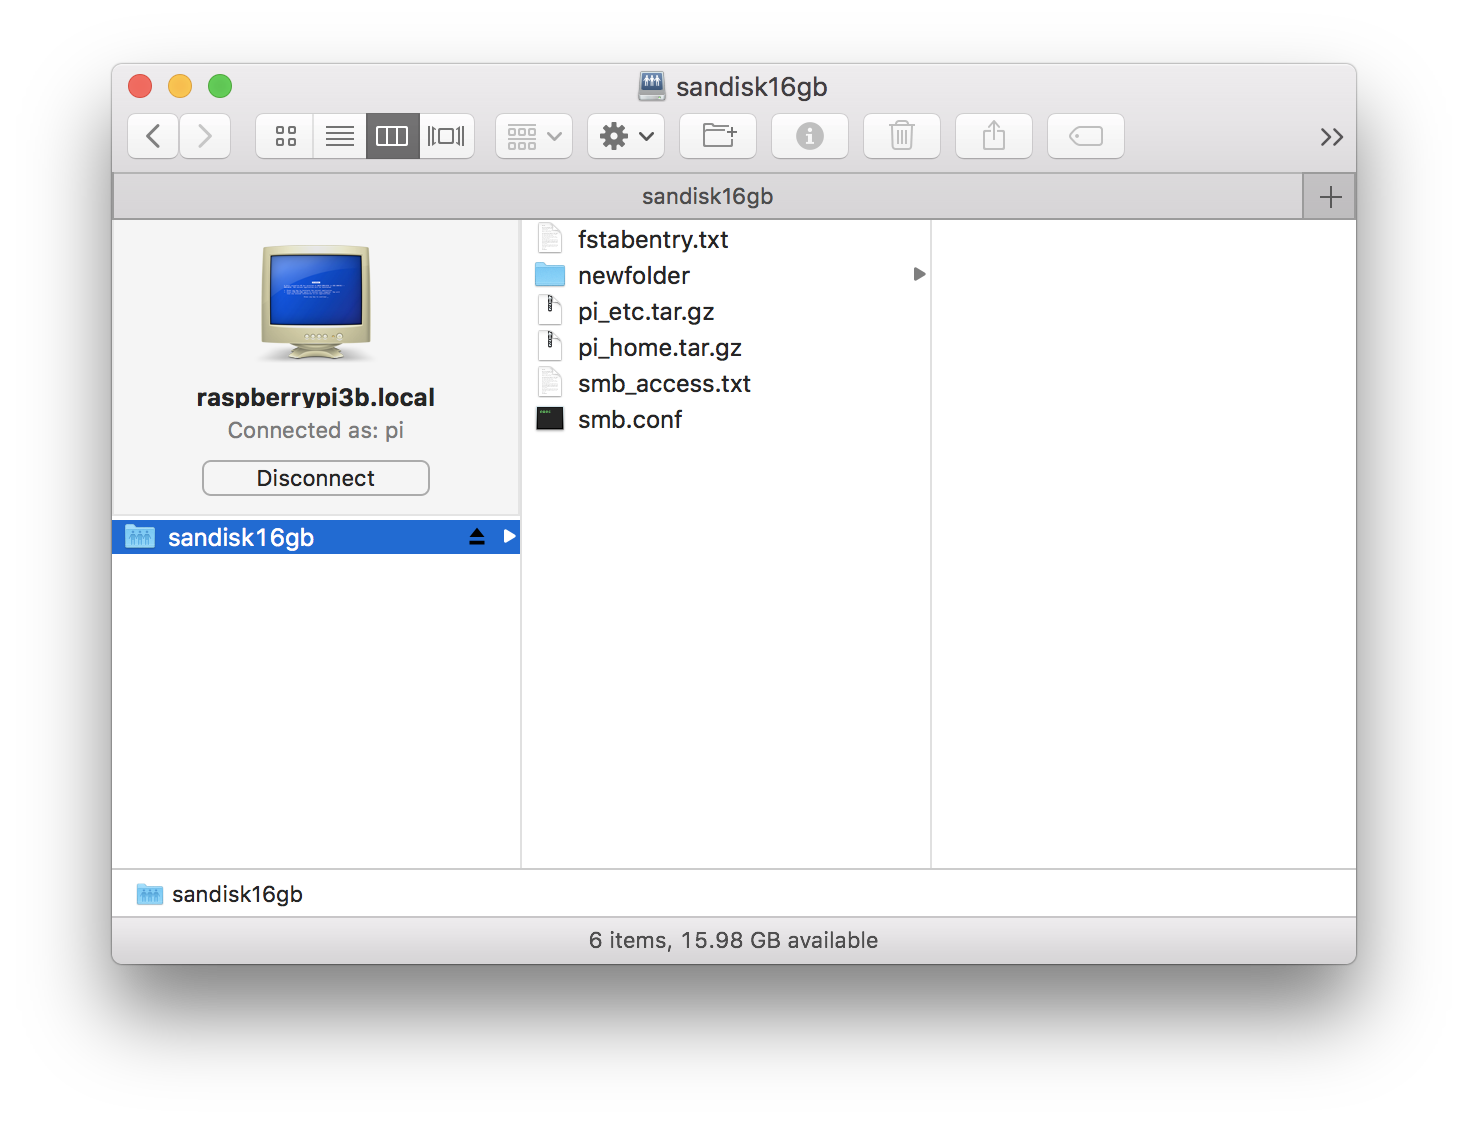 sandisk16gb
sandisk16gb
raspberrypi3b.local
Connected as: pi
Disconnect
sandisk16gb
fstabentry.txt
newfolder
pi_etc.tar.gz
pi_home.tar.gz
smb_access.txt
smb.conf
sandisk16gb
6 items, 15.98 GB available